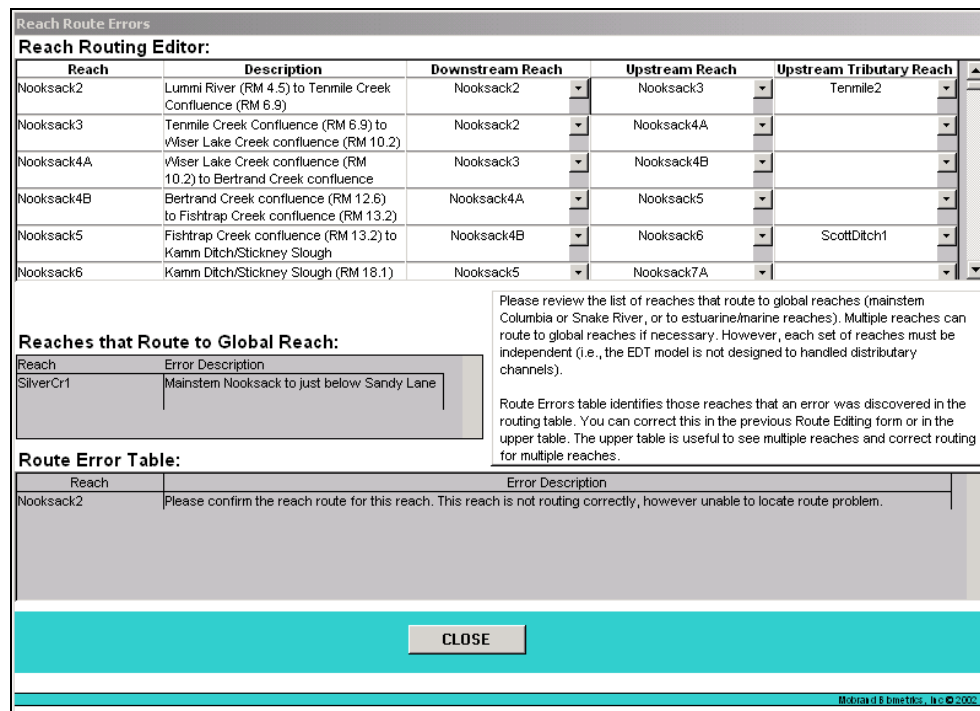 Reach Route Errors
Reach Routing Editor:
Reach Description Downstream Reach Upstream Reach Upstream Tributary Reach
Nooksack2 Lummi River (RM 4.5) to Tenmile Creek Nooksack2 Nooksack3 Tenmile2
Confluence (RM 6.9)
Nooksack3 Tenmile Creek Confluence (RM 6.9) to Nooksack2 Nooksack4A
Wiser Lake Creek confluence (RM 10.2)
Nooksack4A Wiser Lake Creek confluence (RM Nooksack3 Nooksack4B
10.2) to Bertrand Creek confluence
Nooksack4B Bertrand Creek confluence (RM 12.6) Nooksack4A Nooksack5
to Fishtrap Creek confluence (RM 13.2)
Nooksack5 Fishtrap Creek confluence (RM 13.2) to Nooksack4B Nooksack6 ScottDitch1
Kamm Ditch/Stickney Slough
Nooksack6 Kamm Ditch/Stickney Slough (RM 18.1) Nooksack5 Nooksack7A
Please review the list of reaches that route to global reaches (mainstem
Columbia or Snake River, or to estuarine/marine reaches). Multiple reaches can
route to global reaches if necessary. However, each set of reaches must be
independent (i.e., the EDT model is not designed to handled distributary
channels).
Route Errors table identifies those reaches that an error was discovered in the
routing table. You can correct this in the previous Route Editing form or in the
upper table. The upper table is useful to see multiple reaches and correct routing
for multiple reaches.
Reaches that Route to Global Reach:
Reach Error Description
SilverCr1 Mainstem Nooksack to just below Sandy Lane
Route Error Table:
Reach Error Description
Nooksack2 Please confirm the reach route for this reach. This reach is not routing correctly, however unable to locate route problem.
CLOSE
Mobrand Biometrics, Inc © 2002